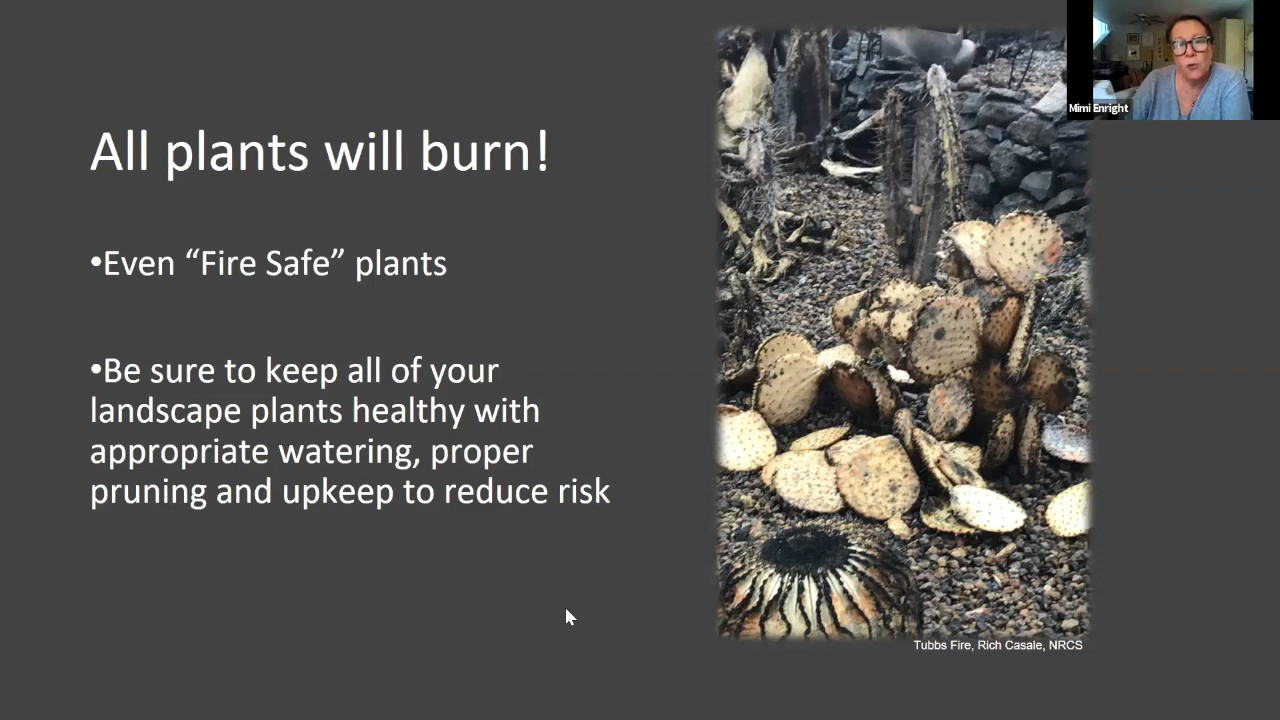 All plants will burn!
•Even “Fire Safe” plants
•Be sure to keep all of your
landscape plants healthy with
appropriate watering, proper
pruning and upkeep to reduce risk
Mimi Enright
Tubbs Fire, Rich Casale, NRCS